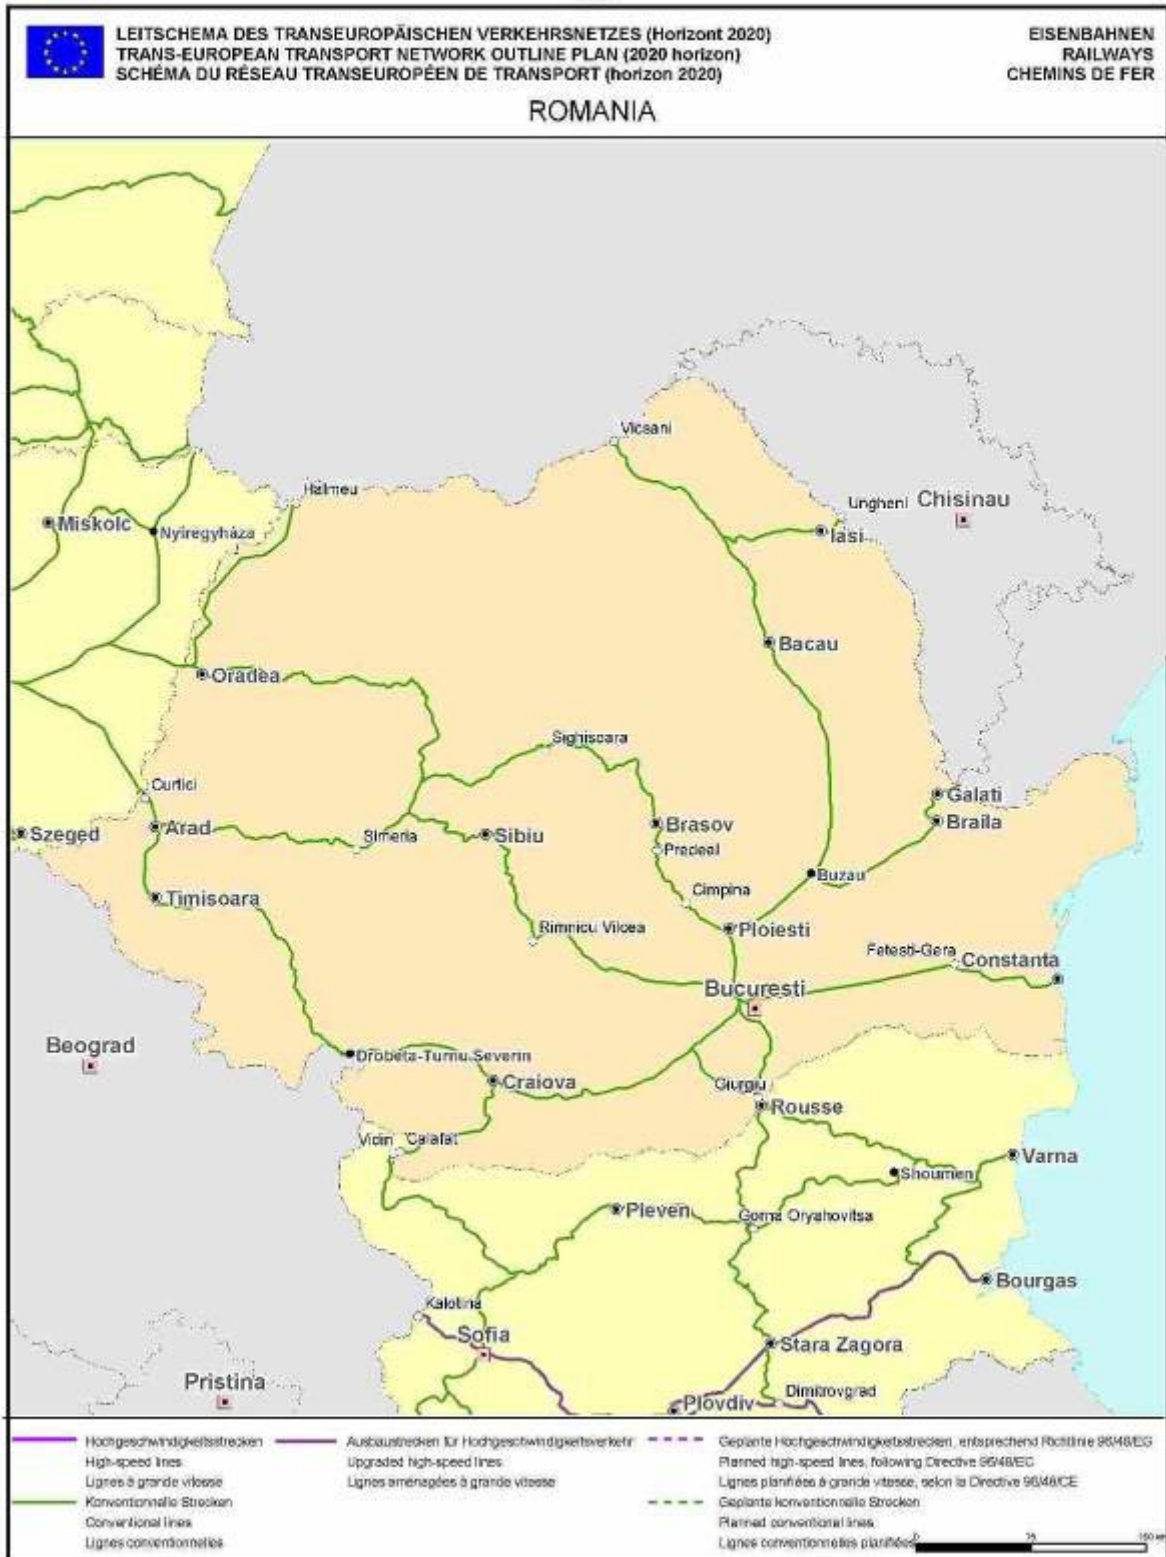 LEITSCHEMA DES TRANSEUROPÄISCHEN VERKEHRSNETZES (Horizont 2020)
TRANS-EUROPEAN TRANSPORT NETWORK OUTLINE PLAN (2020 horizon)
SCHÉMA DU RÉSEAU TRANSEUROPÉEN DE TRANSPORT (horizon 2020)
EISENBAHNEN
RAILWAYS
CHEMINS DE FER
ROMANIA
Vicsani
Halmeu
Ungheni
Chisinau
Miskolc
Nyíregyháza
Iasi
Bacau
Oradea
Sighisoara
Curtici
Galati
Szeged
Arad
Simeria
Sibiu
Brasov
Braila
Predeal
Buzau
Timisoara
Cimpina
Rimnicu Vilcea
Ploiesti
Fetesti-Gera
Constanta
Bucuresti
Beograd
Drobeta-Turnu Severin
Craiova
Giurgiu
Rousse
Vidin
Calafat
Varna
Shoumen
Pleven
Gorna Oryahovitsa
Bourgas
Kalotina
Sofia
Stara Zagora
Pristina
Plovdiv
Dimitrovgrad
Hochgeschwindigkeitsstrecken
High-speed lines
Lignes à grande vitesse
Konventionelle Strecken
Conventional lines
Lignes conventionnelles
Ausbaustrecken für Hochgeschwindigkeitsverkehr
Upgraded high-speed lines
Lignes aménagées à grande vitesse
Geplante Hochgeschwindigkeitsstrecken, entsprechend Richtlinie 96/48/EG
Planned high-speed lines, following Directive 96/48/EC
Lignes planifiées à grande vitesse, selon la Directive 96/48/CE
Geplante konventionelle Strecken
Planned conventional lines
Lignes conventionnelles planifiées
0 75 150 km